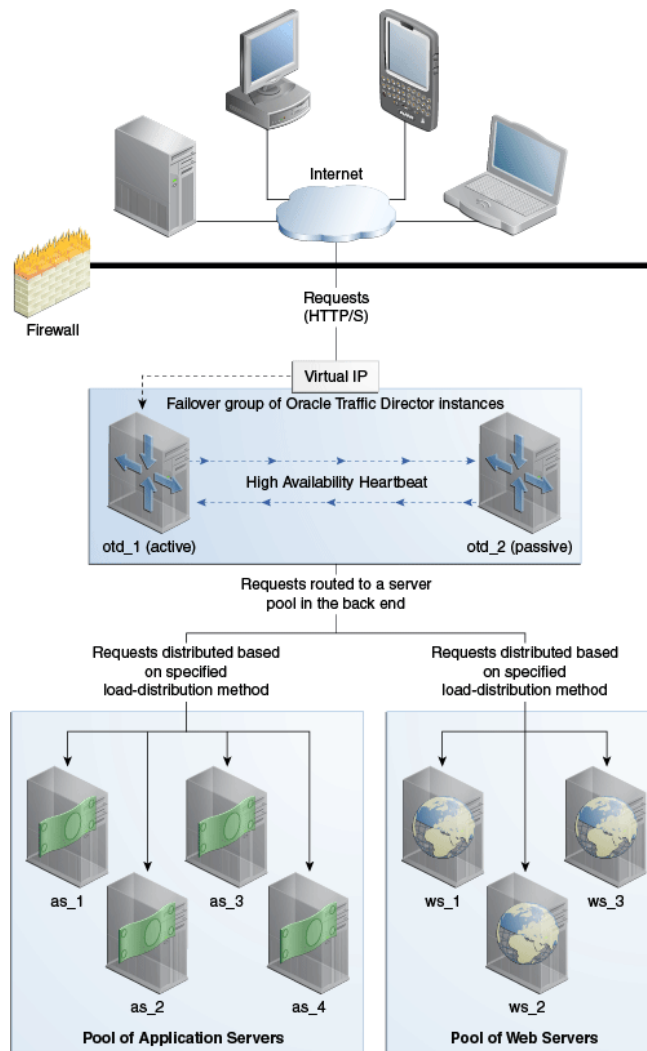 Internet
Firewall
Requests
(HTTP/S)
Virtual IP
Failover group of Oracle Traffic Director instances
High Availability Heartbeat
otd_1 (active)
otd_2 (passive)
Requests routed to a server
pool in the back end
Requests distributed based
on specified
load-distribution method
Requests distributed based
on specified
load-distribution method
as_1
as_3
as_2
as_4
ws_1
ws_3
ws_2
Pool of Application Servers
Pool of Web Servers